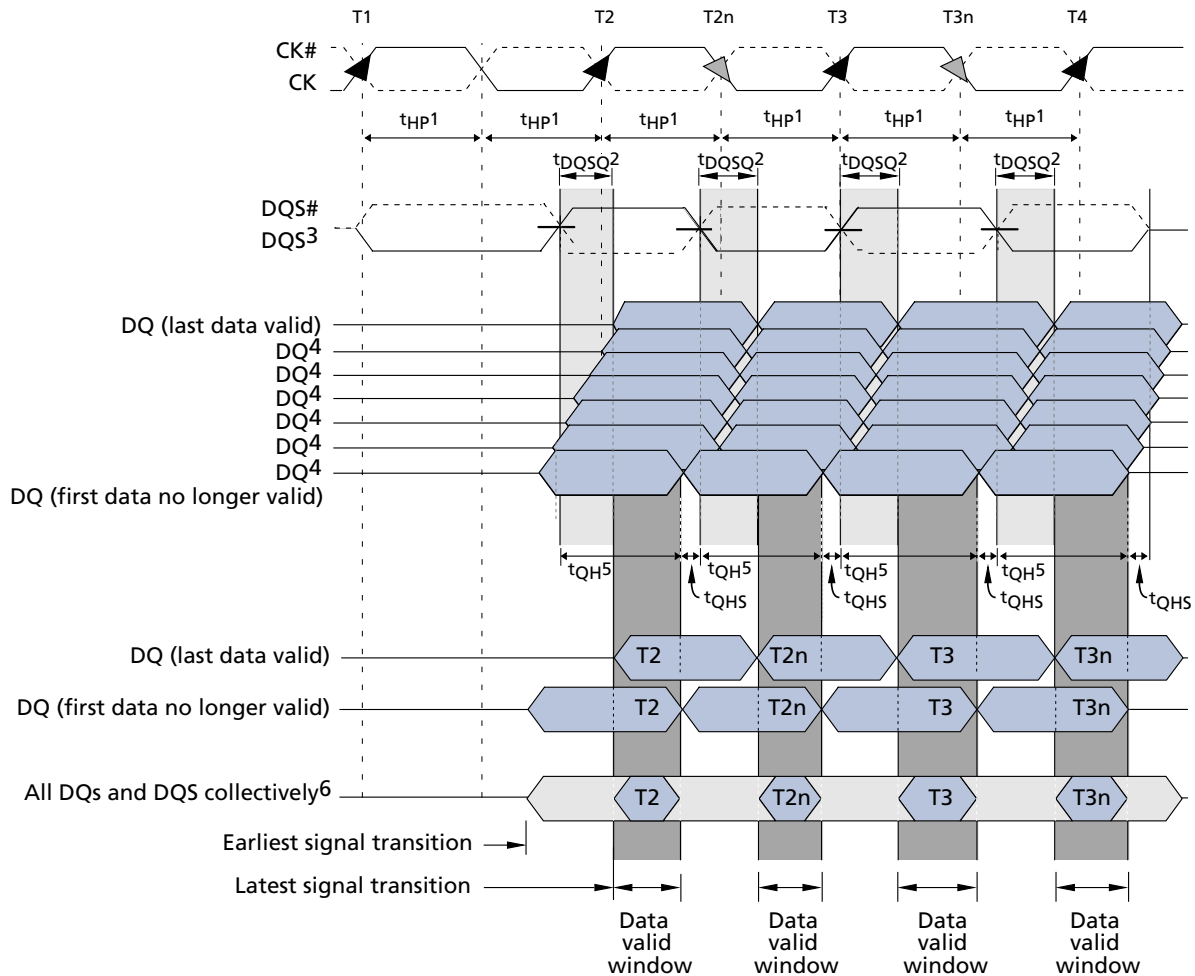 T1 T2 T2n T3 T3n T4
CK#
CK
tHP1 tHP1 tHP1 tHP1 tHP1 tHP1
tDQSQ2 tDQSQ2 tDQSQ2 tDQSQ2
DQS#
DQS3
DQ (last data valid)
DQ4
DQ4
DQ4
DQ4
DQ4
DQ4
DQ (first data no longer valid)
tQH5 tQH5 tQH5 tQH5
tQHS tQHS tQHS tQHS
DQ (last data valid) T2 T2n T3 T3n
DQ (first data no longer valid) T2 T2n T3 T3n
All DQs and DQS collectively6 T2 T2n T3 T3n
Earliest signal transition
Latest signal transition
Data Data Data Data
valid valid valid valid
window window window window